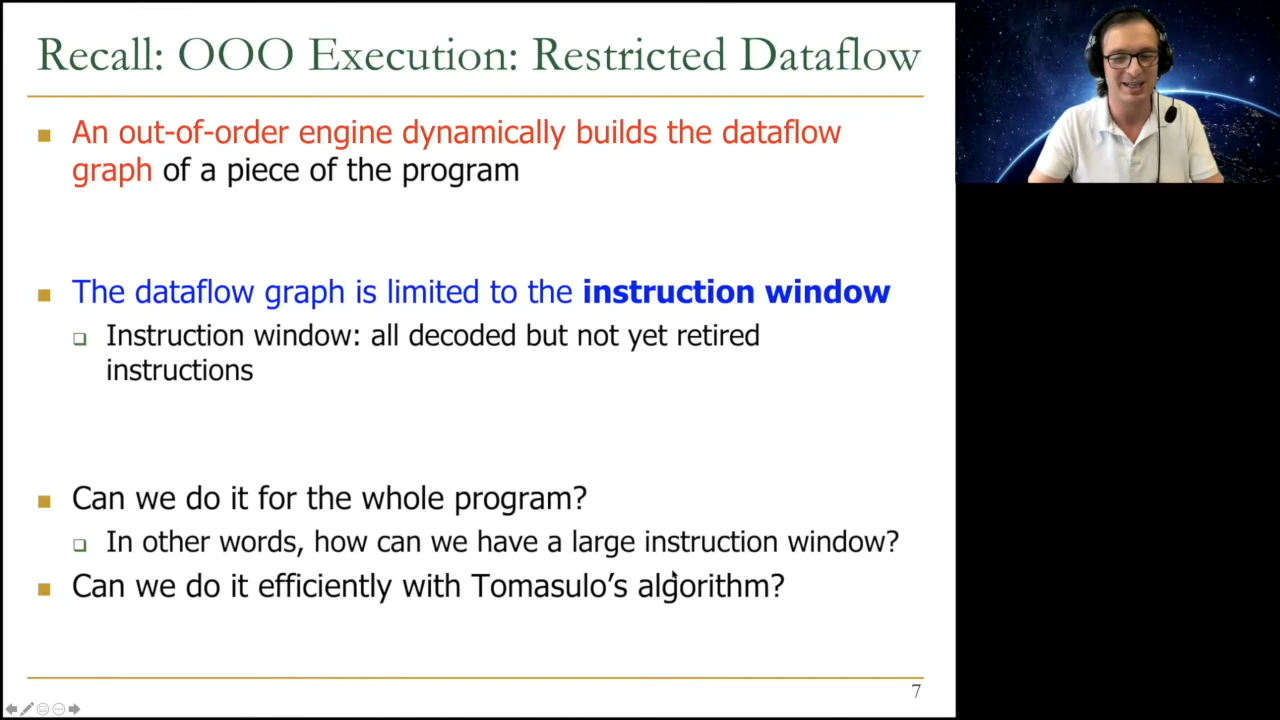 Recall: OOO Execution: Restricted Dataflow
An out-of-order engine dynamically builds the dataflow
graph of a piece of the program
The dataflow graph is limited to the instruction window
Instruction window: all decoded but not yet retired
instructions
Can we do it for the whole program?
In other words, how can we have a large instruction window?
Can we do it efficiently with Tomasulo’s algorithm?
7